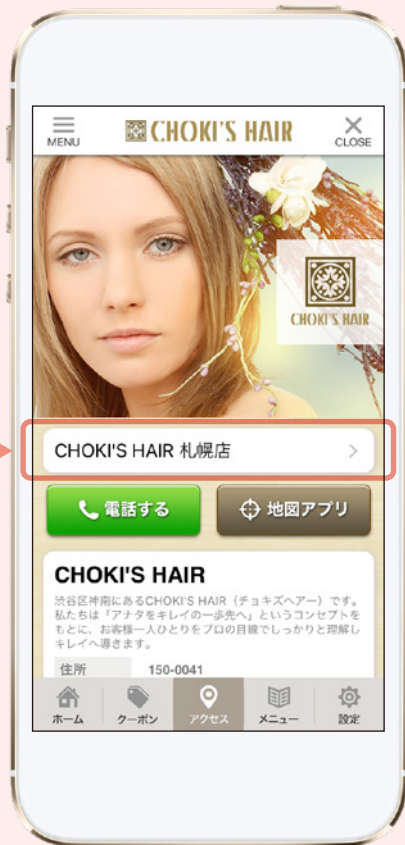 MENU
CHOKI'S HAIR
CLOSE
CHOKI'S HAIR
CHOKI'S HAIR 札幌店
電話する
地図アプリ
CHOKI'S HAIR
渋谷区神南にあるCHOKI'S HAIR（チョキズヘアー）です。
私たちは「アナタをキレイの一歩先へ」というコンセプトを
もとに、お客様一人ひとりをプロの目線でしっかりと理解し
キレイへ導きます。
住所 150-0041
ホーム クーポン アクセス メニュー 設定